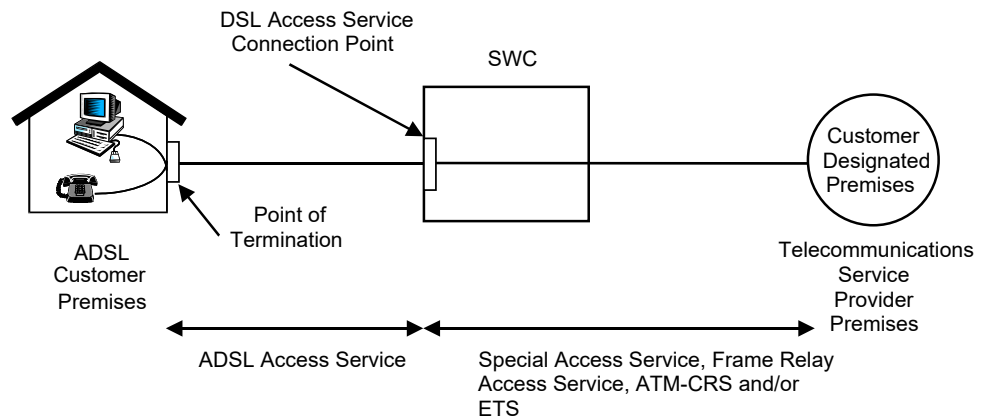 DSL Access Service
Connection Point
SWC
Customer
Designated
Premises
Point of
Termination
ADSL
Customer
Premises
Telecommunications
Service
Provider
Premises
ADSL Access Service
Special Access Service, Frame Relay
Access Service, ATM-CRS and/or
ETS